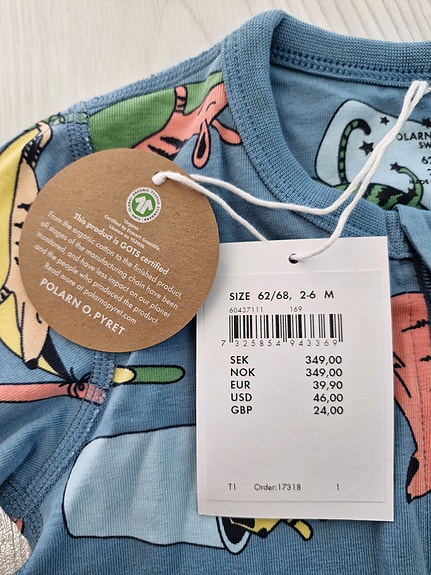 POLARN
SWE
62
This product is GOTS certified
From the organic cotton to the finished product,
all stages of the manufacturing chain have been
monitored, and have less impact on our planet
and the people who produced the product.
Read more at polarnopyret.com
POLARN O. PYRET
SIZE 62/68, 2-6 M
60437111 169
7 325854 943369
SEK 349,00
NOK 349,00
EUR 39,90
USD 46,00
GBP 24,00
T1 Order:17318 1